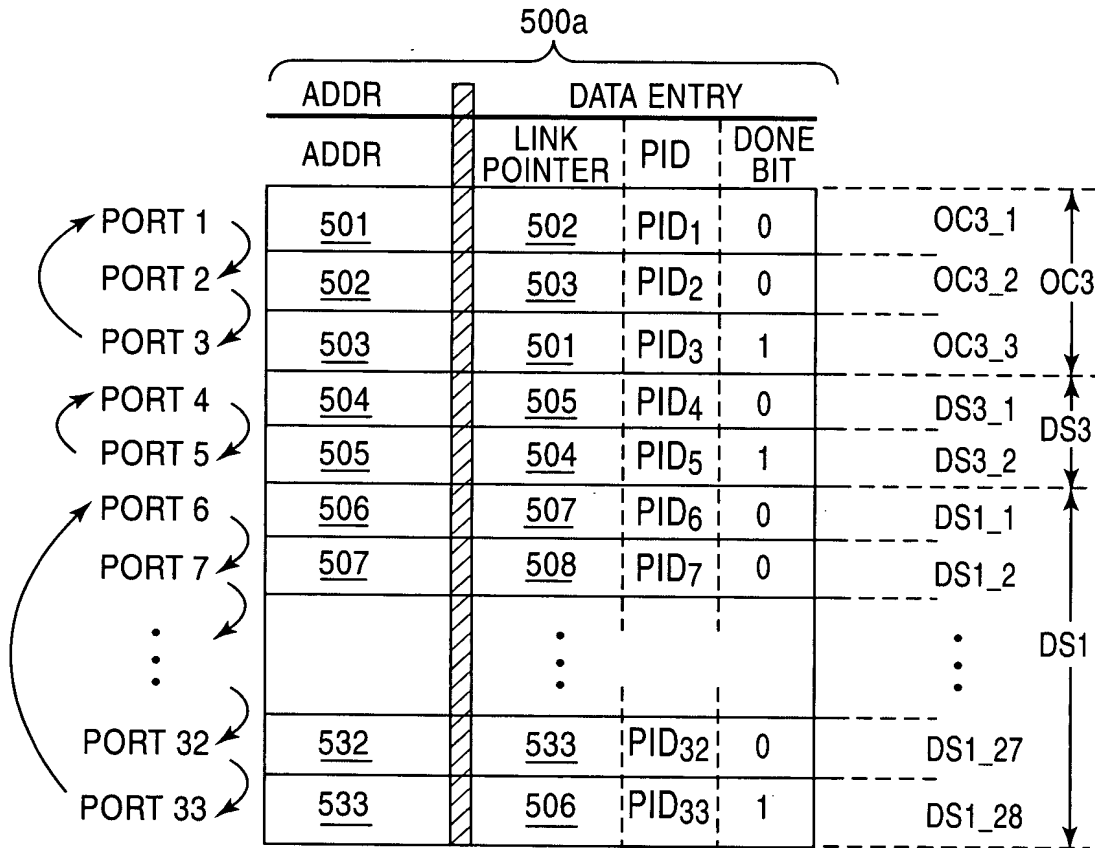 500a
ADDR DATA ENTRY
ADDR LINK POINTER PID DONE BIT
PORT 1 501 502 PID1 0 OC3_1
PORT 2 502 503 PID2 0 OC3_2 OC3
PORT 3 503 501 PID3 1 OC3_3
PORT 4 504 505 PID4 0 DS3_1
DS3
PORT 5 505 504 PID5 1 DS3_2
PORT 6 506 507 PID6 0 DS1_1
PORT 7 507 508 PID7 0 DS1_2
DS1
PORT 32 532 533 PID32 0 DS1_27
PORT 33 533 506 PID33 1 DS1_28